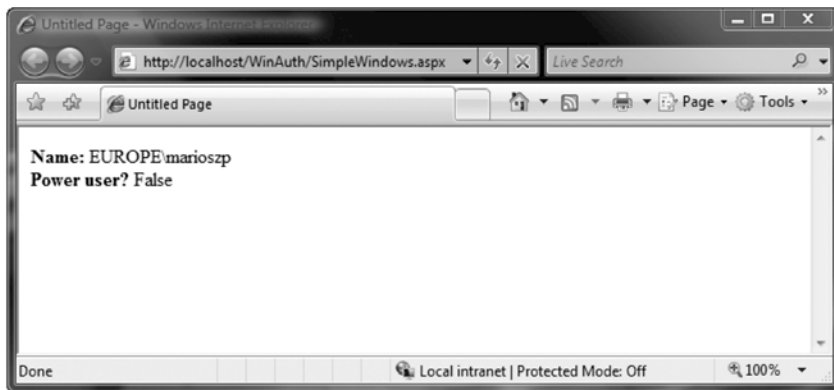 Untitled Page - Windows Internet Explorer
http://localhost/WinAuth/SimpleWindows.aspx
Live Search
Untitled Page
Page
Tools
Name: EUROPE\marioszp
Power user? False
Done
Local intranet | Protected Mode: Off
100%